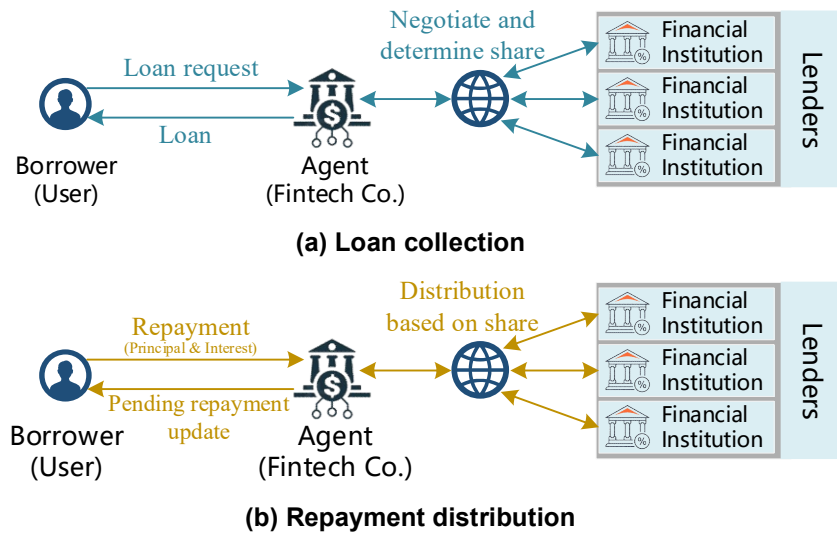 Negotiate and
determine share
Loan request
Loan
Borrower
(User)
$
Agent
(Fintech Co.)
Financial
Institution
%
Financial
Institution
%
Financial
Institution
%
Lenders
(a) Loan collection
Distribution
based on share
Repayment
(Principal & Interest)
Pending repayment
update
Borrower
(User)
$
Agent
(Fintech Co.)
Financial
Institution
%
Financial
Institution
%
Financial
Institution
%
Lenders
(b) Repayment distribution